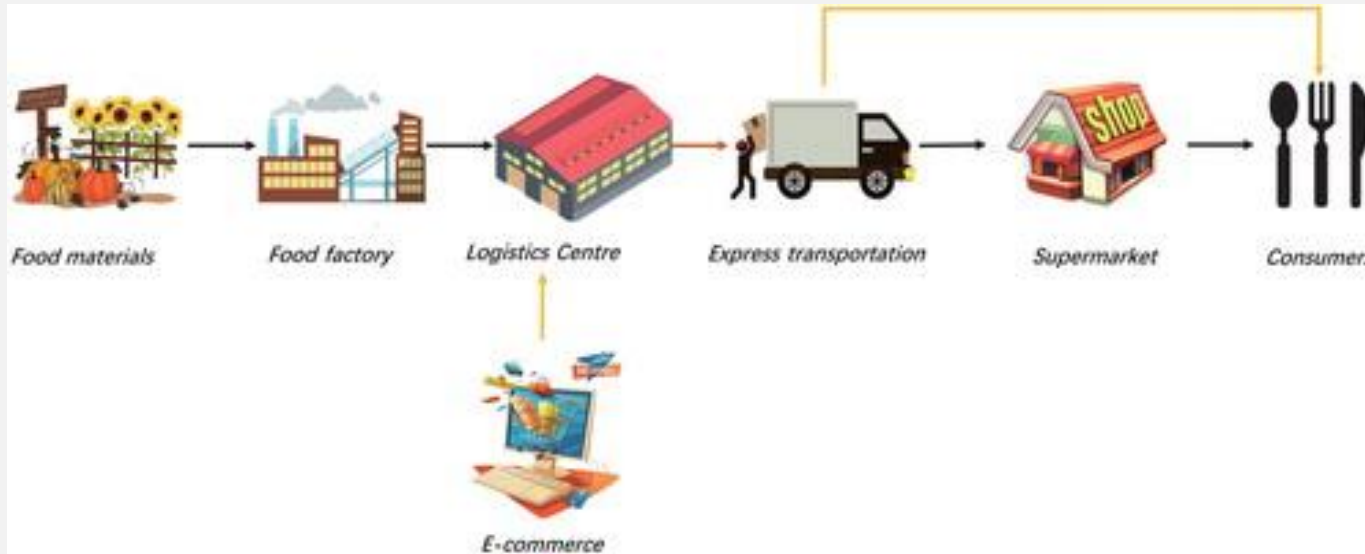 shop
Food materials
Food factory
Logistics Centre
Express transportation
Supermarket
Consumer
E-commerce